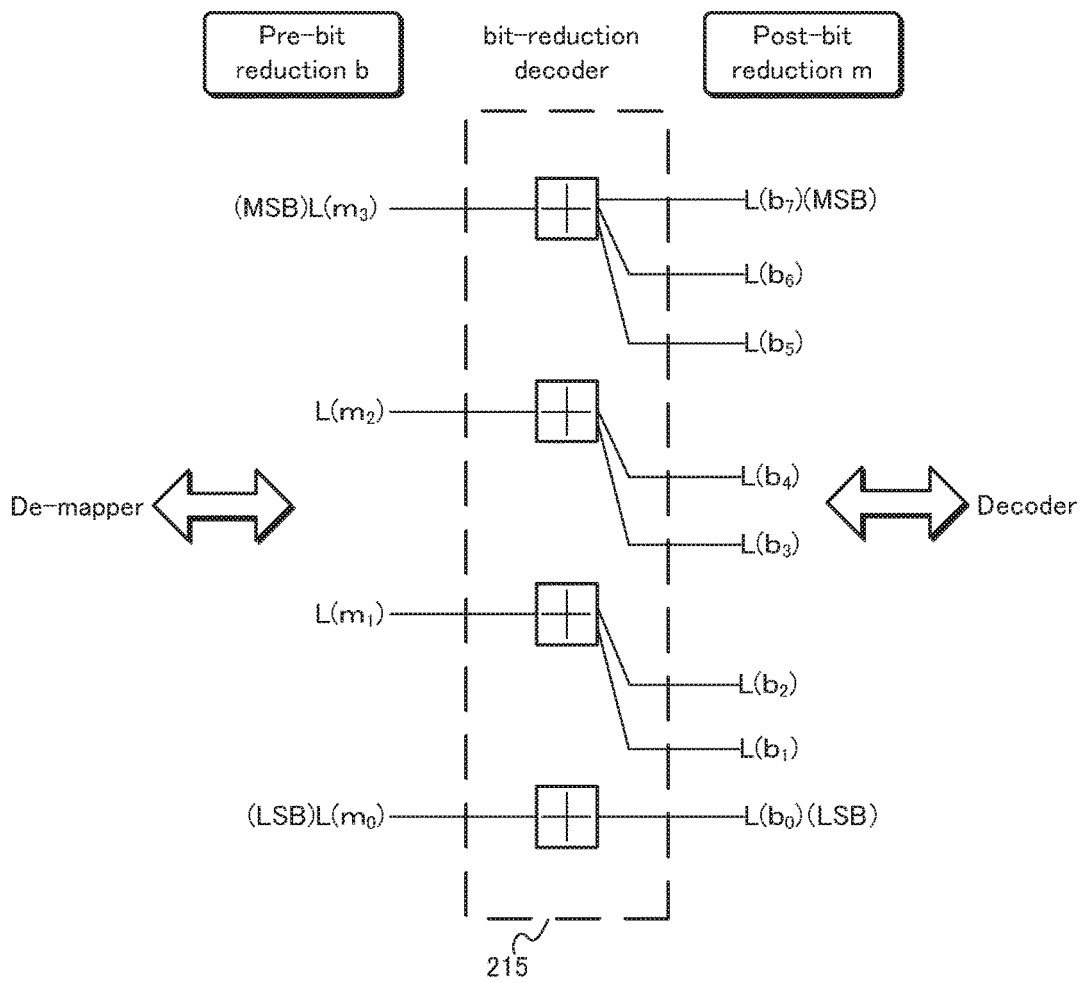 Pre-bit
reduction b
bit-reduction
decoder
Post-bit
reduction m
(MSB)L(m₃)
L(b₇)(MSB)
L(b₆)
L(b₅)
L(m₂)
L(b₄)
De-mapper
Decoder
L(b₃)
L(m₁)
L(b₂)
L(b₁)
(LSB)L(m₀)
L(b₀)(LSB)
215